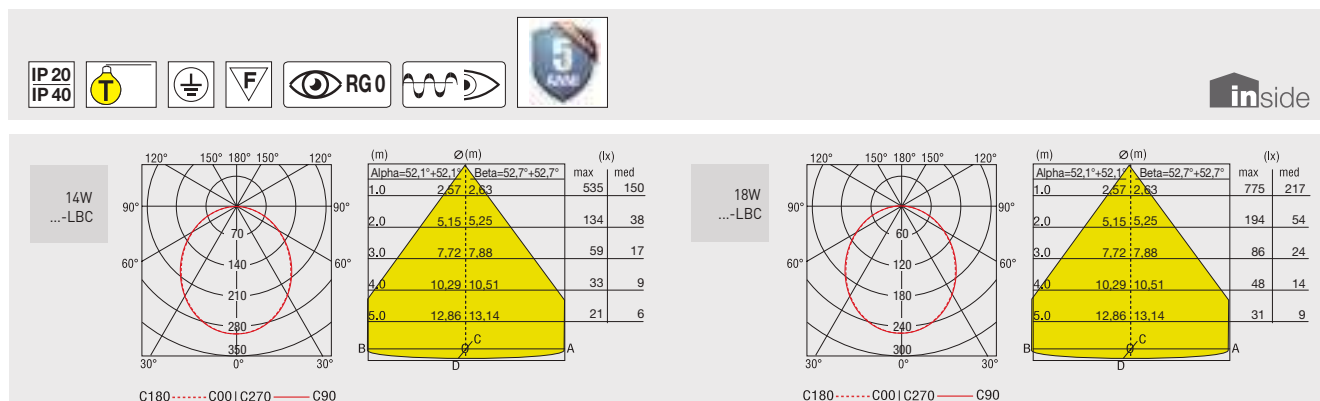 IP 20
IP 40
T
F
RG 0
5
ANNI
inside
14W
...-LBC
120° 150° 180° 150° 120°
90° 90°
70
60° 140 60°
210
280
350
30° 0° 30°
C180 C00 | C270 C90
(m) Ø (m) (lx)
Alpha=52,1°+52,1° Beta=52,7°+52,7° max med
1.0 2,57 2,63 535 150
2.0 5,15 5,25 134 38
3.0 7,72 7,88 59 17
4.0 10,29 10,51 33 9
5.0 12,86 13,14 21 6
C
B A
D
18W
...-LBC
120° 150° 180° 150° 120°
90° 90°
60
60° 120 60°
180
240
300
30° 0° 30°
C180 C00 | C270 C90
(m) Ø (m) (lx)
Alpha=52,1°+52,1° Beta=52,7°+52,7° max med
1.0 2,57 2,63 775 217
2.0 5,15 5,25 194 54
3.0 7,72 7,88 86 24
4.0 10,29 10,51 48 14
5.0 12,86 13,14 31 9
C
B A
D